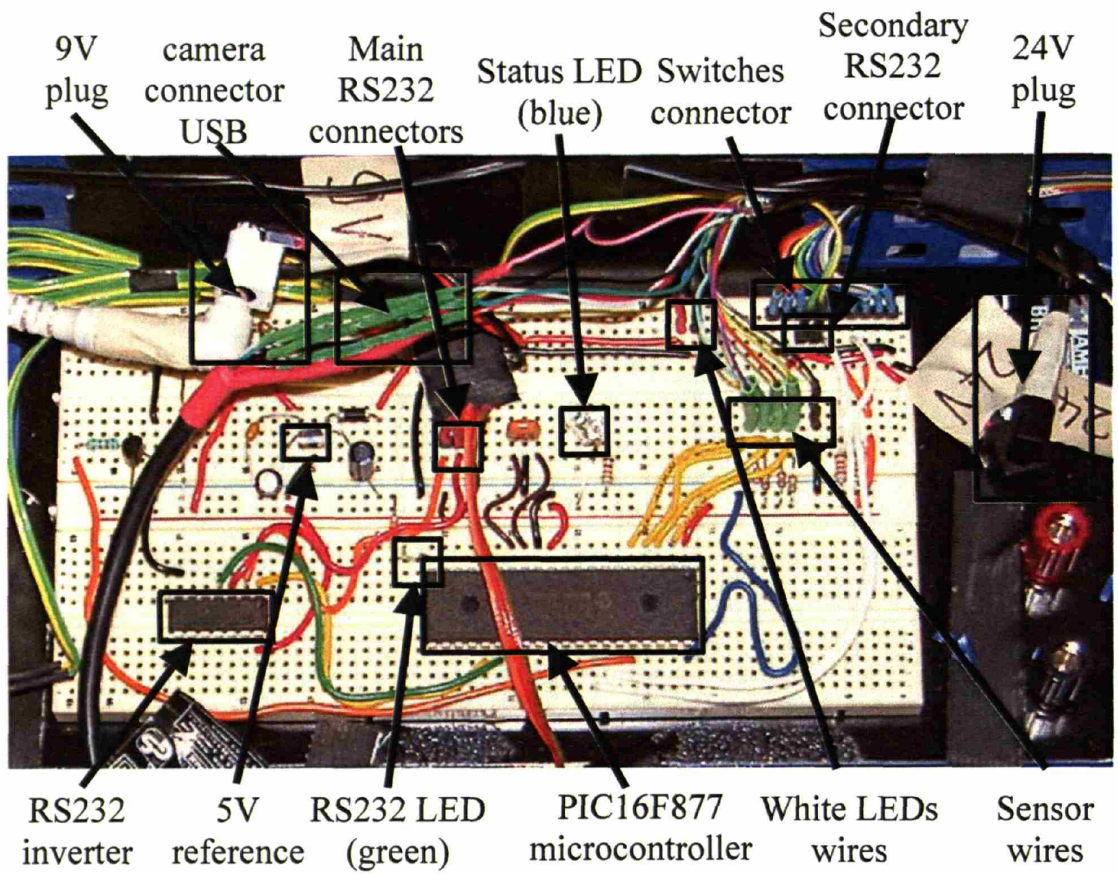 9V
plug
camera
connector
USB
Main
RS232
connectors
Status LED
(blue)
Switches
connector
Secondary
RS232
connector
24V
plug
RS232
inverter
5V
reference
RS232 LED
(green)
PIC16F877
microcontroller
White LEDs
wires
Sensor
wires